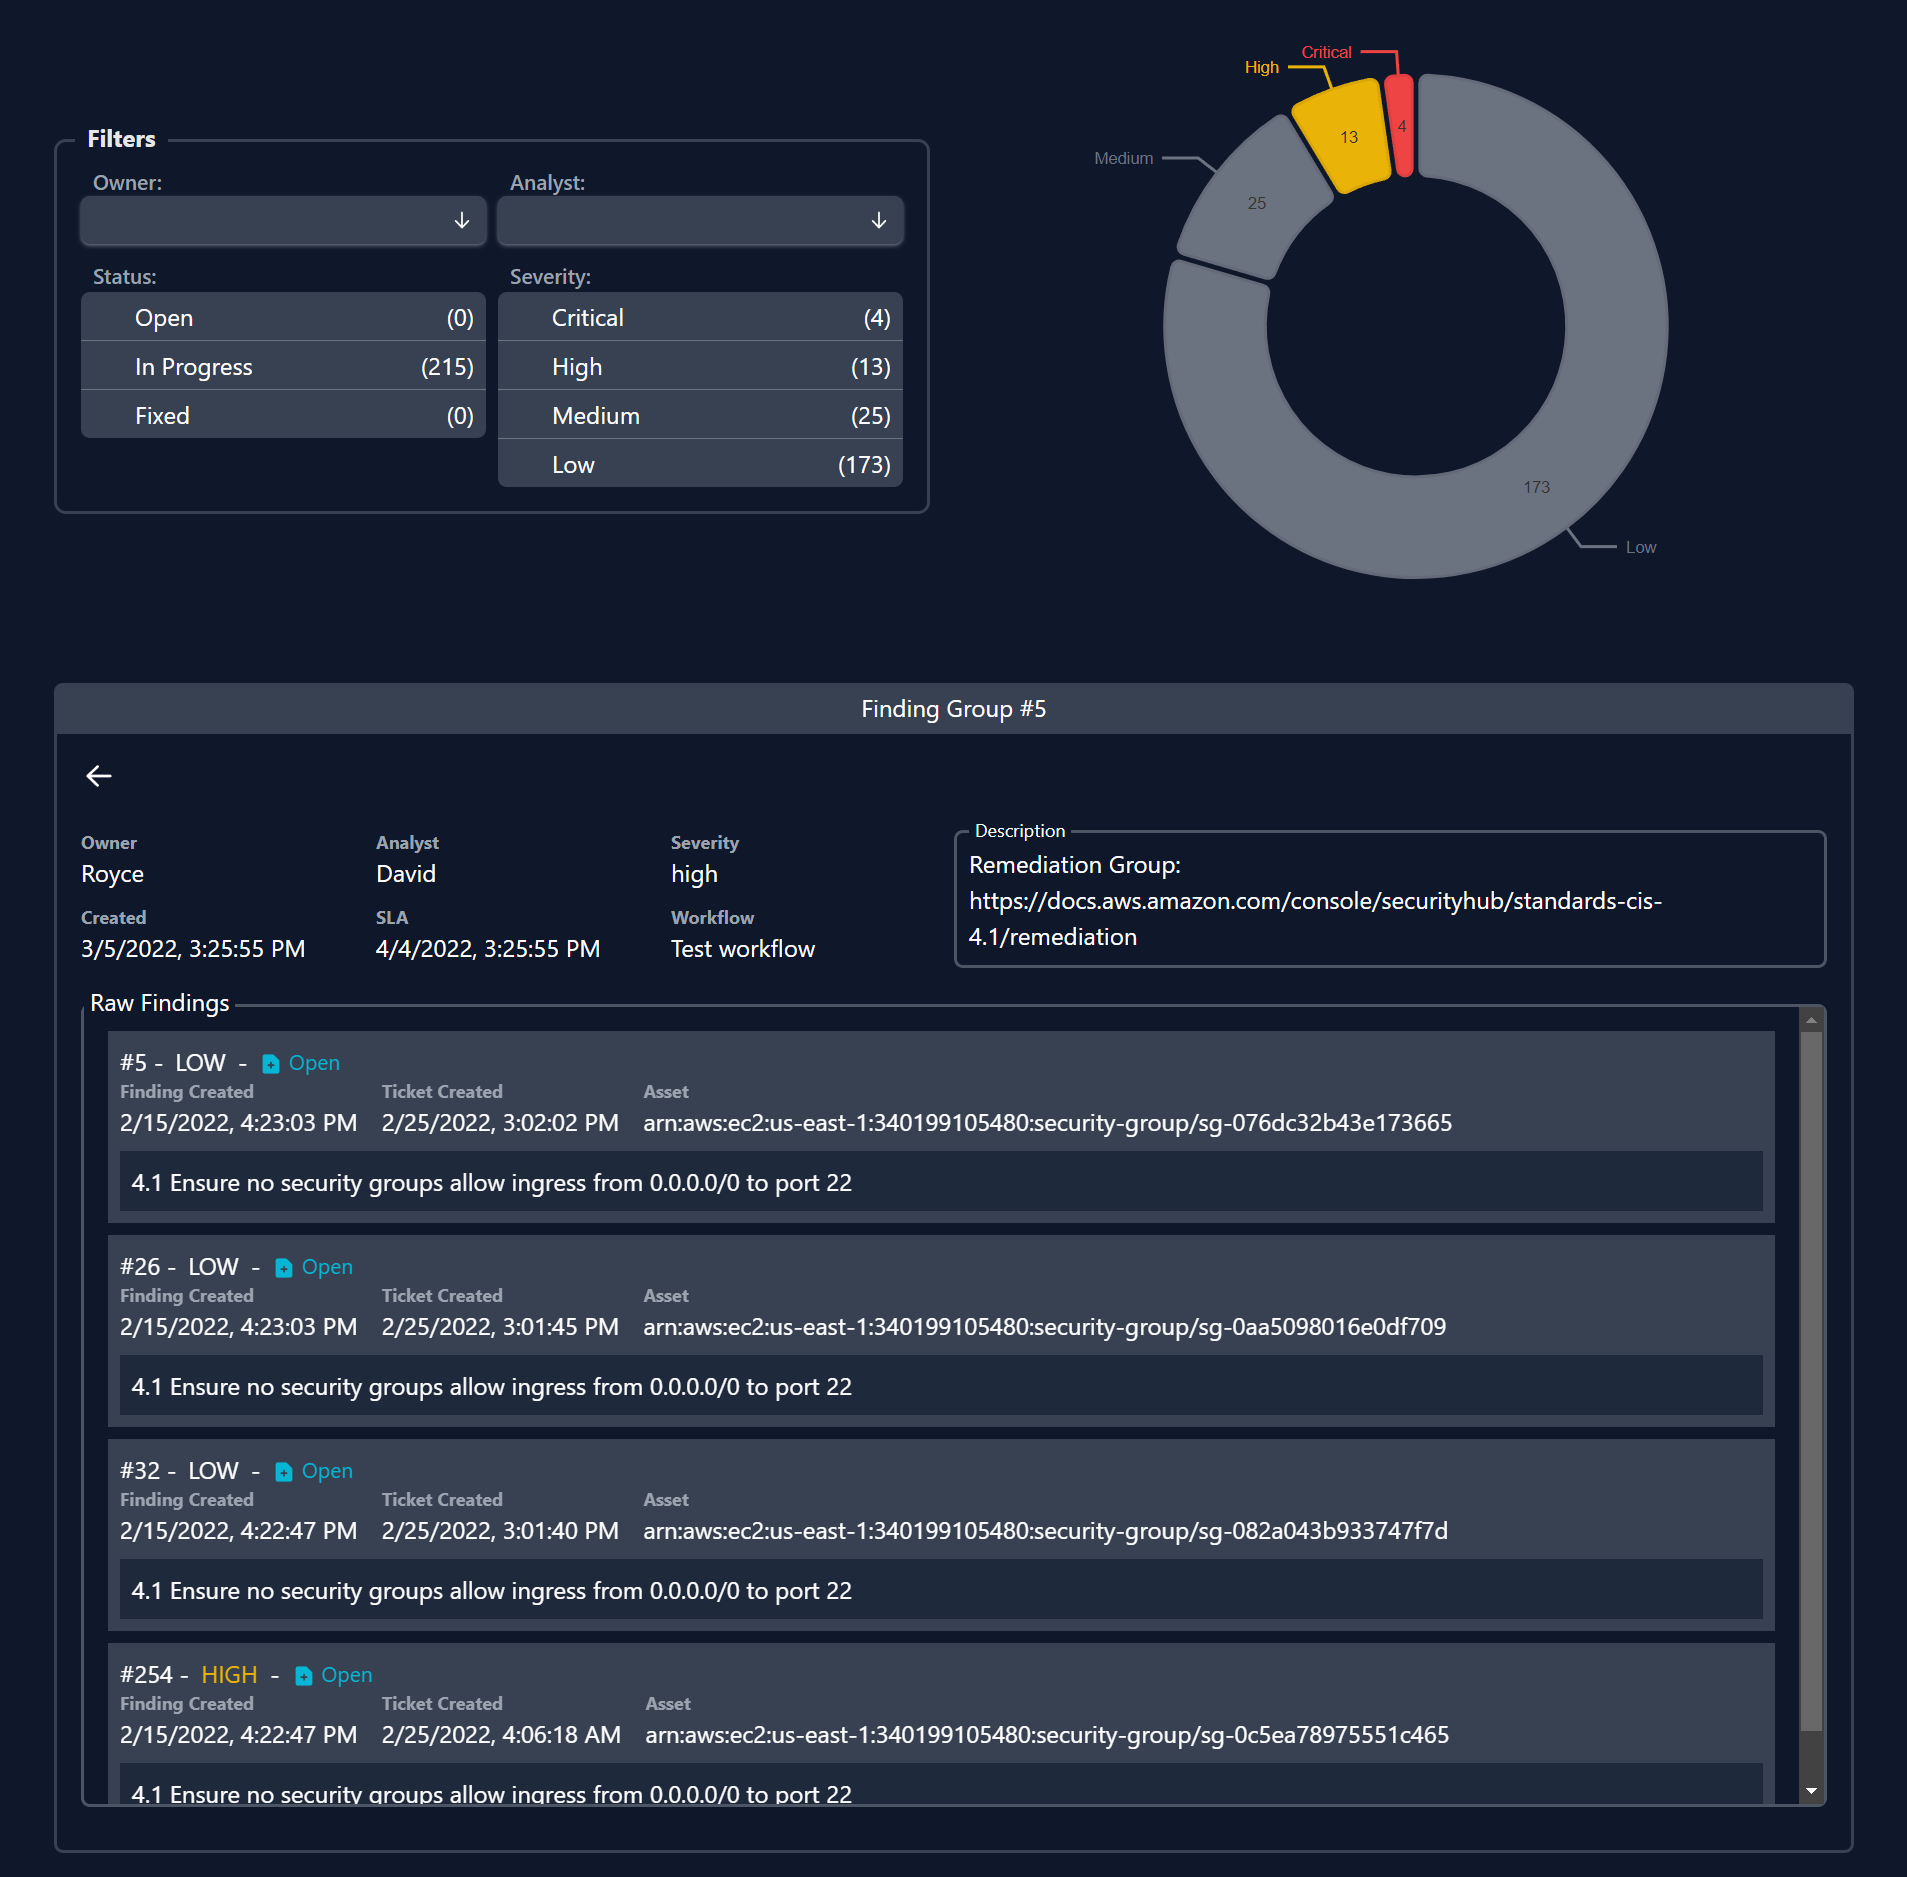 Filters
Owner:
Analyst:
Status:
Open (0)
In Progress (215)
Fixed (0)
Severity:
Critical (4)
High (13)
Medium (25)
Low (173)
Critical
High
Medium
Low
4
13
25
173
Finding Group #5
Owner
Royce
Analyst
David
Severity
high
Created
3/5/2022, 3:25:55 PM
SLA
4/4/2022, 3:25:55 PM
Workflow
Test workflow
Description
Remediation Group:
https://docs.aws.amazon.com/console/securityhub/standards-cis-
4.1/remediation
Raw Findings
#5 - LOW - Open
Finding Created Ticket Created Asset
2/15/2022, 4:23:03 PM 2/25/2022, 3:02:02 PM arn:aws:ec2:us-east-1:340199105480:security-group/sg-076dc32b43e173665
4.1 Ensure no security groups allow ingress from 0.0.0.0/0 to port 22
#26 - LOW - Open
Finding Created Ticket Created Asset
2/15/2022, 4:23:03 PM 2/25/2022, 3:01:45 PM arn:aws:ec2:us-east-1:340199105480:security-group/sg-0aa5098016e0df709
4.1 Ensure no security groups allow ingress from 0.0.0.0/0 to port 22
#32 - LOW - Open
Finding Created Ticket Created Asset
2/15/2022, 4:22:47 PM 2/25/2022, 3:01:40 PM arn:aws:ec2:us-east-1:340199105480:security-group/sg-082a043b933747f7d
4.1 Ensure no security groups allow ingress from 0.0.0.0/0 to port 22
#254 - HIGH - Open
Finding Created Ticket Created Asset
2/15/2022, 4:22:47 PM 2/25/2022, 4:06:18 AM arn:aws:ec2:us-east-1:340199105480:security-group/sg-0c5ea78975551c465
4.1 Ensure no security groups allow ingress from 0.0.0.0/0 to port 22